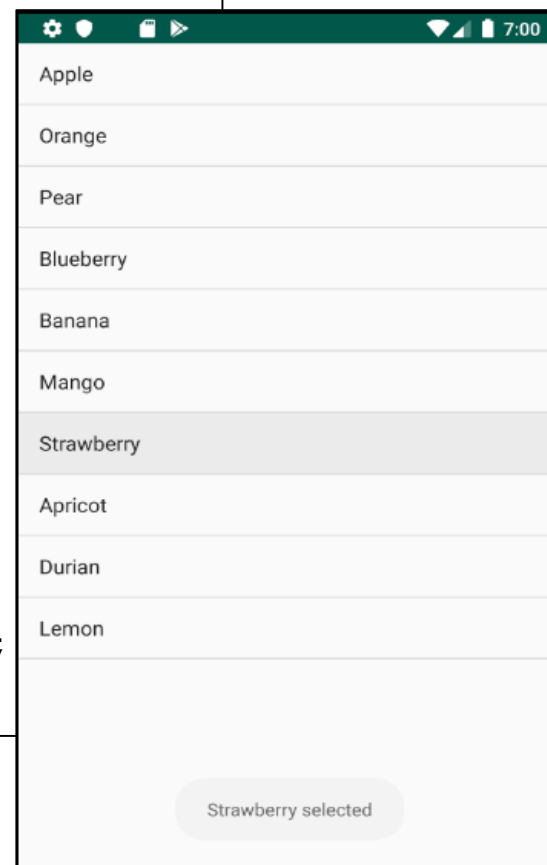 7:00
Apple
Orange
Pear
Blueberry
Banana
Mango
Strawberry
Apricot
Durian
Lemon
;
Strawberry selected